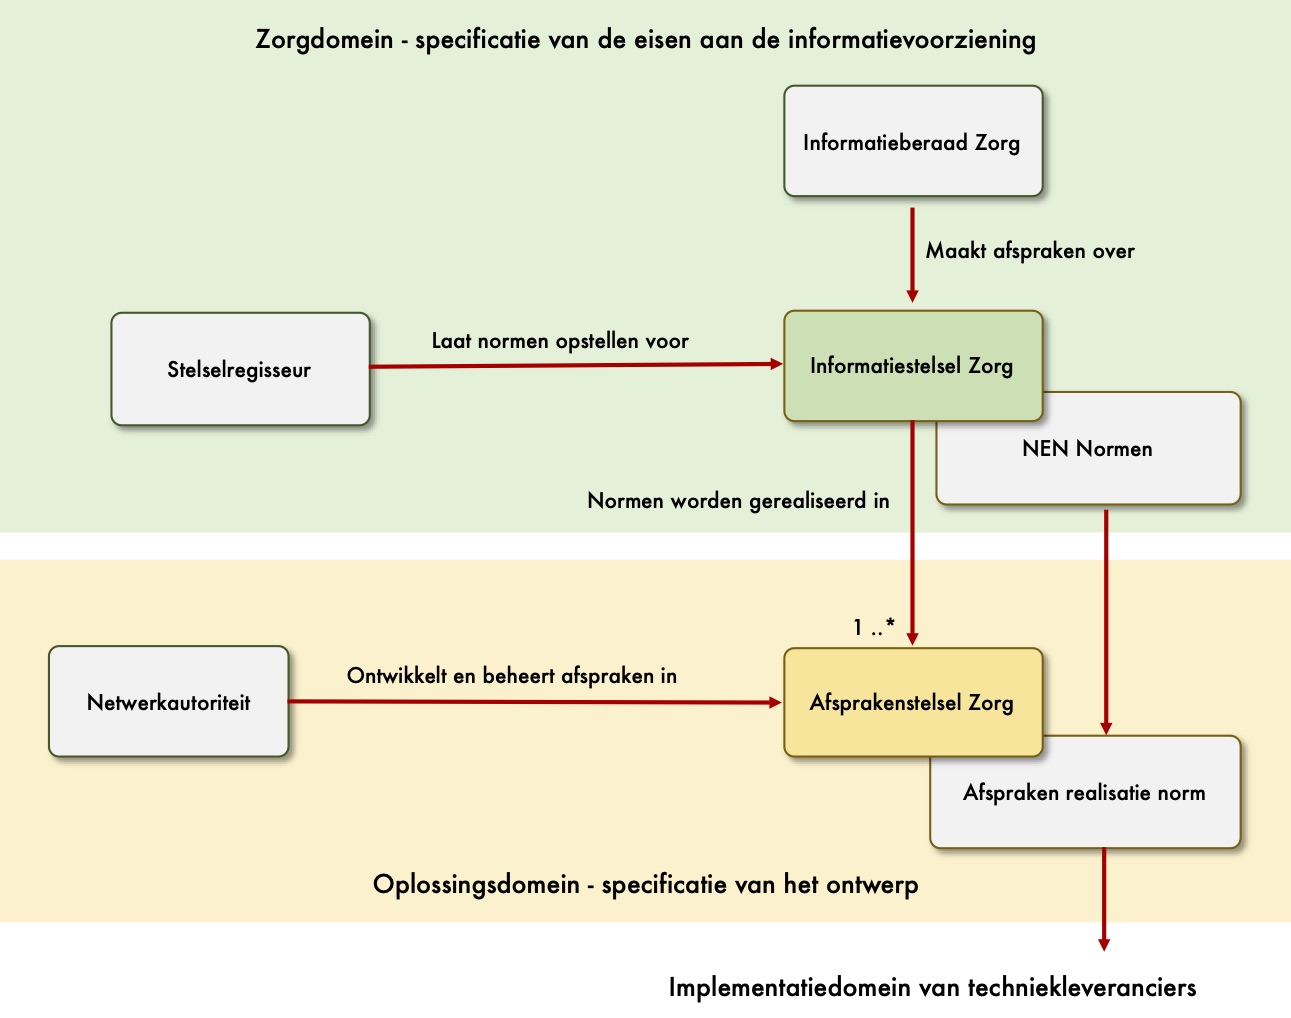 Zorgdomein - specificatie van de eisen aan de informatievoorziening
Informatieberaad Zorg
Maakt afspraken over
Stelselregisseur
Laat normen opstellen voor
Informatiestelsel Zorg
NEN Normen
Normen worden gerealiseerd in
1 ..*
Netwerkautoriteit
Ontwikkelt en beheert afspraken in
Afsprakenstelsel Zorg
Afspraken realisatie norm
Oplossingsdomein - specificatie van het ontwerp
Implementatiedomein van techniekleveranciers